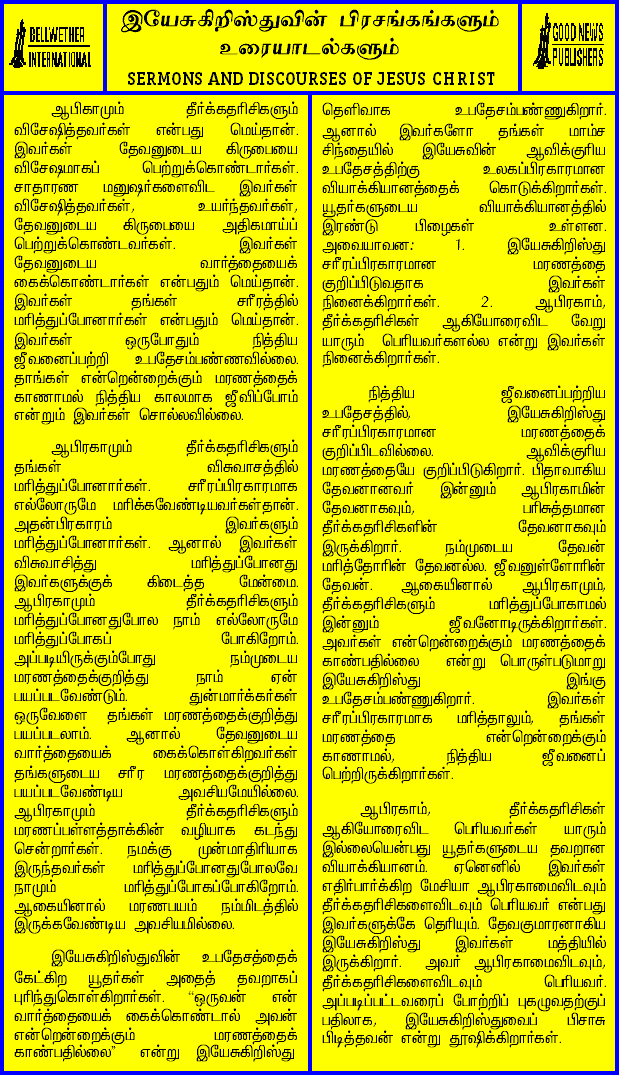 BELLWETHER
INTERNATIONAL
இயேசுகிறிஸ்துவின் பிரசங்கங்களும்
உரையாடல்களும்
SERMONS AND DISCOURSES OF JESUS CHRIST
GOOD NEWS
PUBLISHERS
ஆபிகாமும் தீர்க்கதரிசிகளும்
விசேஷித்தவர்கள் என்பது மெய்தான்.
இவர்கள் தேவனுடைய கிருபையை
விசேஷமாகப் பெற்றுக்கொண்டார்கள்.
சாதாரண மனுஷர்களைவிட இவர்கள்
விசேஷித்தவர்கள், உயர்ந்தவர்கள்,
தேவனுடைய கிருபையை அதிகமாய்ப்
பெற்றுக்கொண்டவர்கள். இவர்கள்
தேவனுடைய வார்த்தையைக்
கைக்கொண்டார்கள் என்பதும் மெய்தான்.
இவர்கள் தங்கள் சரீரத்தில்
மரித்துப்போனார்கள் என்பதும் மெய்தான்.
இவர்கள் ஒருபோதும் நித்திய
ஜீவனைப்பற்றி உபதேசம்பண்ணவில்லை.
தாங்கள் என்றென்றைக்கும் மரணத்தைக்
காணாமல் நித்திய காலமாக ஜீவிப்போம்
என்றும் இவர்கள் சொல்லவில்லை.
ஆபிரகாமும் தீர்க்கதரிசிகளும்
தங்கள் விசுவாசத்தில்
மரித்துப்போனார்கள். சரீரப்பிரகாரமாக
எல்லோருமே மரிக்கவேண்டியவர்கள்தான்.
அதன்பிரகாரம் இவர்களும்
மரித்துப்போனார்கள். ஆனால் இவர்கள்
விசுவாசித்து மரித்துப்போனது
இவர்களுக்குக் கிடைத்த மேன்மை.
ஆபிரகாமும் தீர்க்கதரிசிகளும்
மரித்துப்போனதுபோல நாம் எல்லோருமே
மரித்துப்போகப் போகிறோம்.
அப்படியிருக்கும்போது நம்முடைய
மரணத்தைக்குறித்து நாம் ஏன்
பயப்படவேண்டும். துன்மார்க்கர்கள்
ஒருவேளை தங்கள் மரணத்தைக்குறித்து
பயப்படலாம். ஆனால் தேவனுடைய
வார்த்தையைக் கைக்கொள்கிறவர்கள்
தங்களுடைய சரீர மரணத்தைக்குறித்து
பயப்படவேண்டிய அவசியமேயில்லை.
ஆபிரகாமும் தீர்க்கதரிசிகளும்
மரணப்பள்ளத்தாக்கின் வழியாக கடந்து
சென்றார்கள். நமக்கு முன்மாதிரியாக
இருந்தவர்கள் மரித்துப்போனதுபோலவே
நாமும் மரித்துப்போகப்போகிறோம்.
ஆகையினால் மரணபயம் நம்மிடத்தில்
இருக்கவேண்டிய அவசியமில்லை.
இயேசுகிறிஸ்துவின் உபதேசத்தைக்
கேட்கிற யூதர்கள் அதைத் தவறாகப்
புரிந்துகொள்கிறார்கள். “ஒருவன் என்
வார்த்தையைக் கைக்கொண்டால் அவன்
என்றென்றைக்கும் மரணத்தைக்
காண்பதில்லை” என்று இயேசுகிறிஸ்து
தெளிவாக உபதேசம்பண்ணுகிறார்.
ஆனால் இவர்களோ தங்கள் மாம்ச
சிந்தையில் இயேசுவின் ஆவிக்குரிய
உபதேசத்திற்கு உலகப்பிரகாரமான
வியாக்கியானத்தைக் கொடுக்கிறார்கள்.
யூதர்களுடைய வியாக்கியானத்தில்
இரண்டு பிழைகள் உள்ளன.
அவையாவன: 1. இயேசுகிறிஸ்து
சரீரப்பிரகாரமான மரணத்தை
குறிப்பிடுவதாக இவர்கள்
நினைக்கிறார்கள். 2. ஆபிரகாம்,
தீர்க்கதரிசிகள் ஆகியோரைவிட வேறு
யாரும் பெரியவர்களல்ல என்று இவர்கள்
நினைக்கிறார்கள்.
நித்திய ஜீவனைப்பற்றிய
உபதேசத்தில், இயேசுகிறிஸ்து
சரீரப்பிரகாரமான மரணத்தைக்
குறிப்பிடவில்லை. ஆவிக்குரிய
மரணத்தையே குறிப்பிடுகிறார். பிதாவாகிய
தேவனானவர் இன்னும் ஆபிரகாமின்
தேவனாகவும், பரிசுத்தமான
தீர்க்கதரிசிகளின் தேவனாகவும்
இருக்கிறார். நம்முடைய தேவன்
மரித்தோரின் தேவனல்ல. ஜீவனுள்ளோரின்
தேவன். ஆகையினால் ஆபிரகாமும்,
தீர்க்கதரிசிகளும் மரித்துப்போகாமல்
இன்னும் ஜீவனோடிருக்கிறார்கள்.
அவர்கள் என்றென்றைக்கும் மரணத்தைக்
காண்பதில்லை என்று பொருள்படுமாறு
இயேசுகிறிஸ்து இங்கு
உபதேசம்பண்ணுகிறார். இவர்கள்
சரீரப்பிரகாரமாக மரித்தாலும், தங்கள்
மரணத்தை என்றென்றைக்கும்
காணாமல், நித்திய ஜீவனைப்
பெற்றிருக்கிறார்கள்.
ஆபிரகாம், தீர்க்கதரிசிகள்
ஆகியோரைவிட பெரியவர்கள் யாரும்
இல்லையென்பது யூதர்களுடைய தவறான
வியாக்கியானம். ஏனெனில் இவர்கள்
எதிர்பார்க்கிற மேசியா ஆபிரகாமைவிடவும்
தீர்க்கதரிசிகளைவிடவும் பெரியவர் என்பது
இவர்களுக்கே தெரியும். தேவகுமாரனாகிய
இயேசுகிறிஸ்து இவர்கள் மத்தியில்
இருக்கிறார். அவர் ஆபிரகாமைவிடவும்,
தீர்க்கதரிசிகளைவிடவும் பெரியவர்.
அப்படிப்பட்டவரைப் போற்றிப் புகழுவதற்குப்
பதிலாக, இயேசுகிறிஸ்துவைப் பிசாசு
பிடித்தவன் என்று தூஷிக்கிறார்கள்.